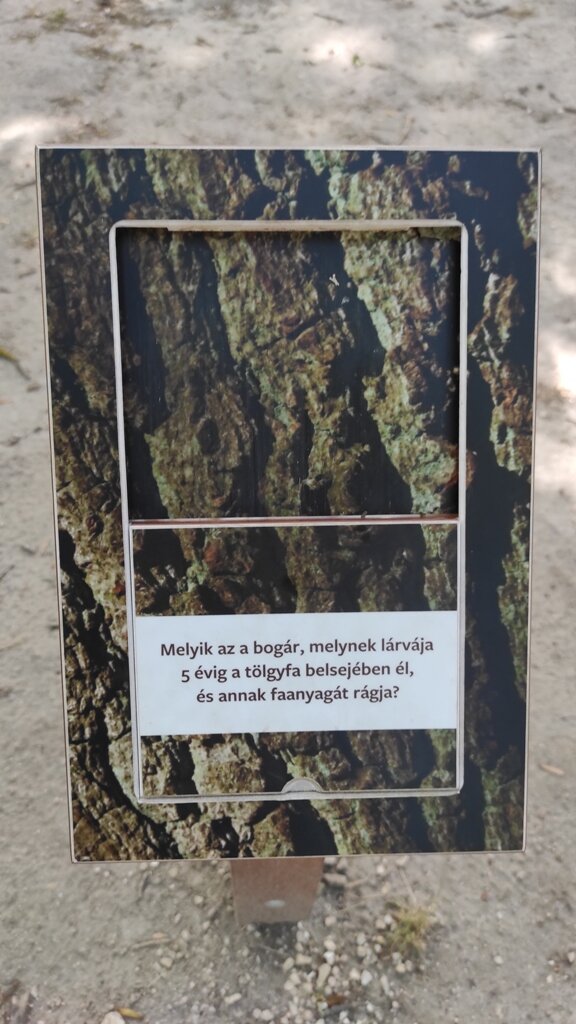 Melyik az a bogár, melynek lárvája
5 évig a tölgyfa belsejében él,
és annak faanyagát rágja?